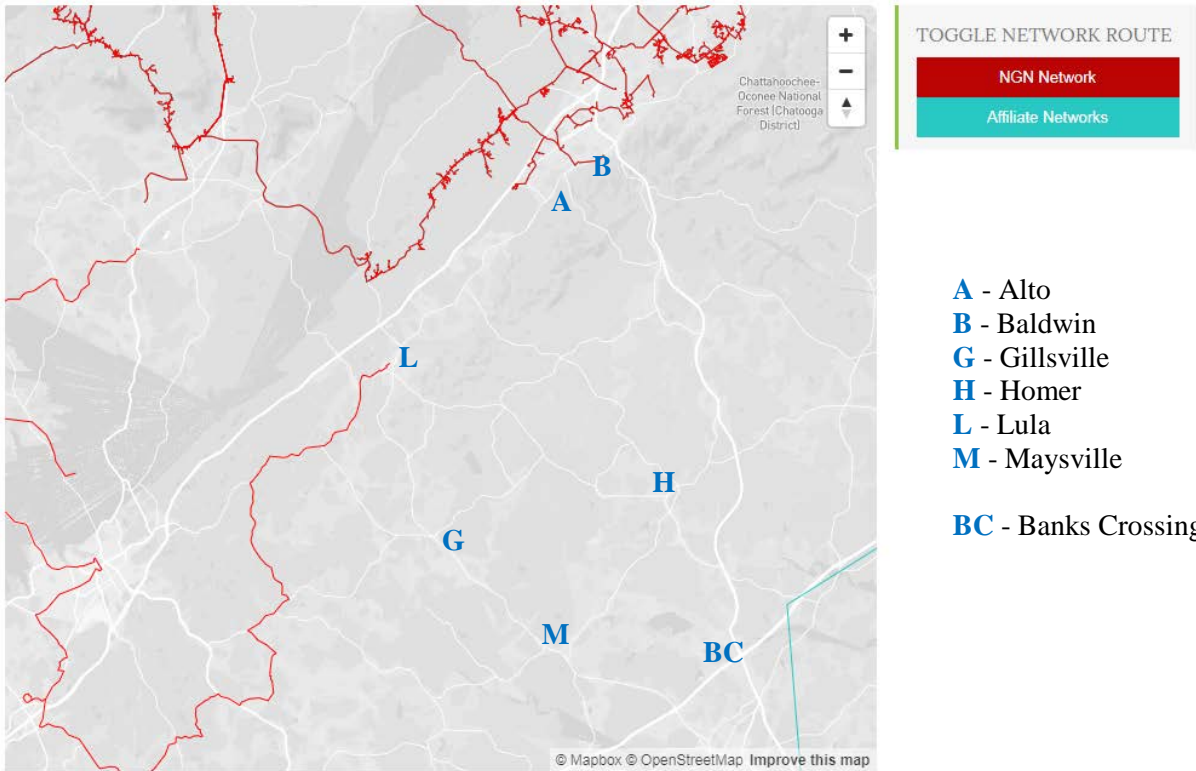 Chattahoochee-
Oconee National
Forest (Chatooga
District)
B
A
L
H
G
M
BC
© Mapbox © OpenStreetMap Improve this map
TOGGLE NETWORK ROUTE
NGN Network
Affiliate Networks
A - Alto
B - Baldwin
G - Gillsville
H - Homer
L - Lula
M - Maysville
BC - Banks Crossing